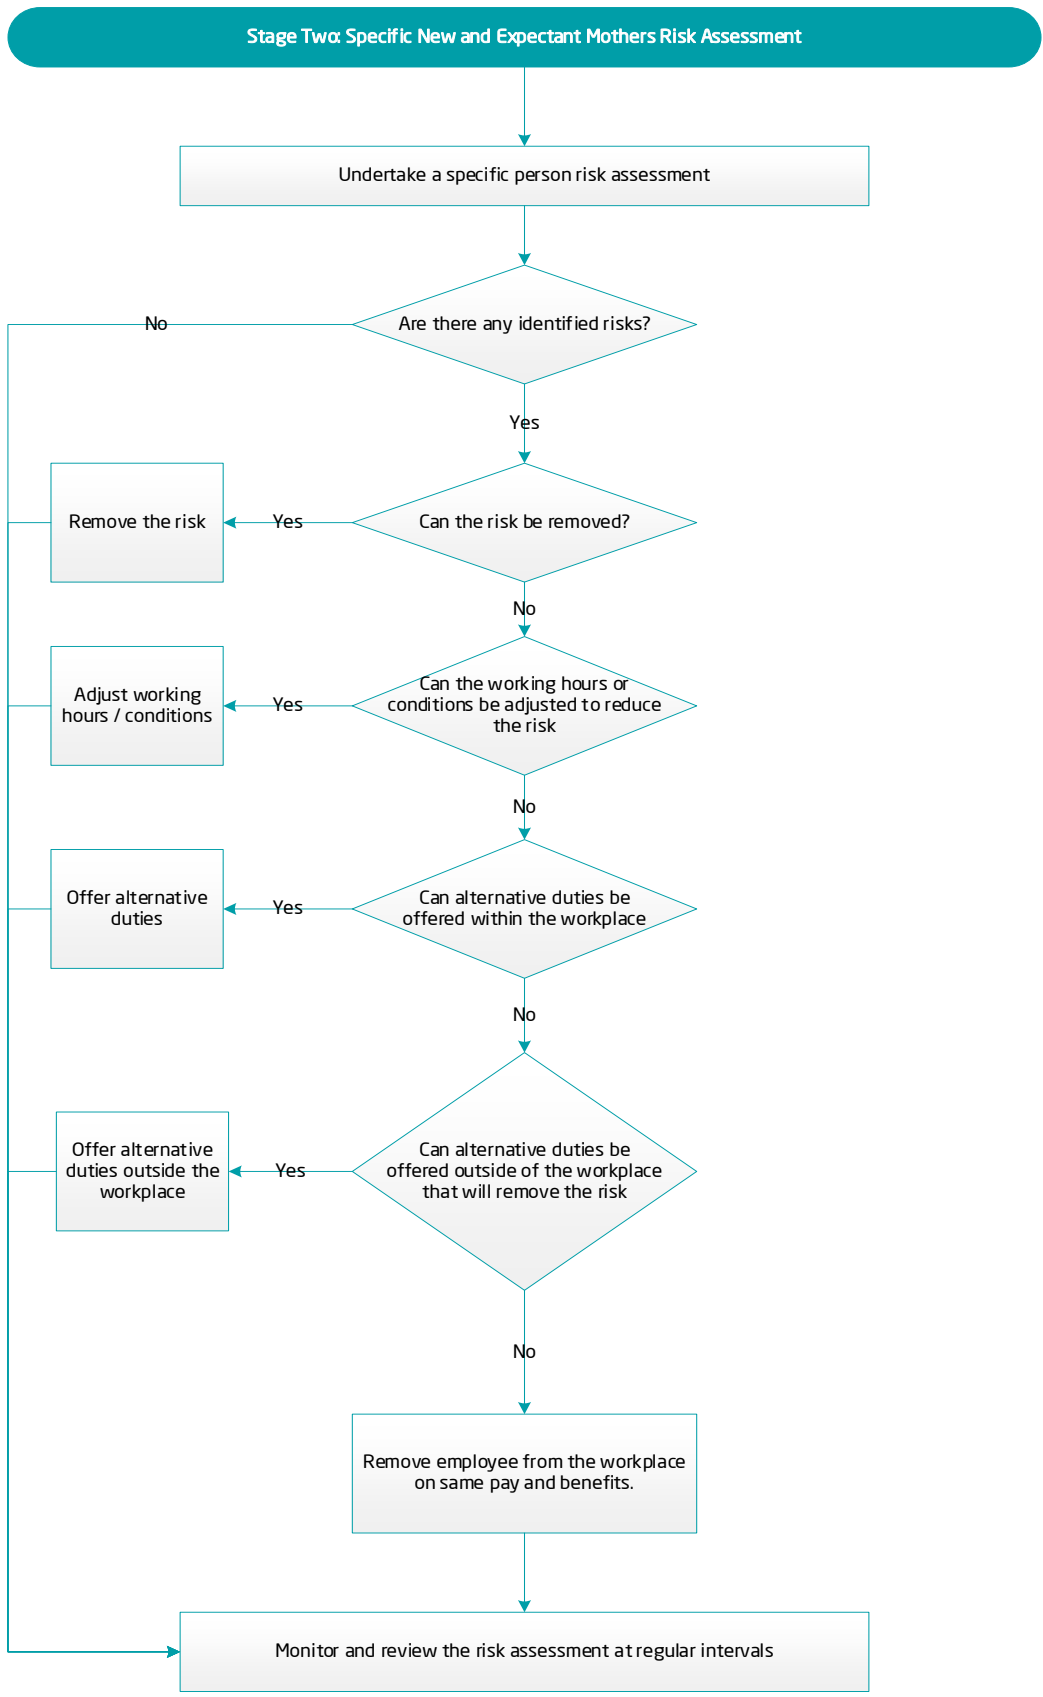 Stage Two: Specific New and Expectant Mothers Risk Assessment
Undertake a specific person risk assessment
Are there any identified risks?
No
Yes
Can the risk be removed?
Yes
Remove the risk
No
Can the working hours or
conditions be adjusted to reduce
the risk
Yes
Adjust working
hours / conditions
No
Can alternative duties be
offered within the workplace
Yes
Offer alternative
duties
No
Can alternative duties be
offered outside of the workplace
that will remove the risk
Yes
Offer alternative
duties outside the
workplace
No
Remove employee from the workplace
on same pay and benefits.
Monitor and review the risk assessment at regular intervals